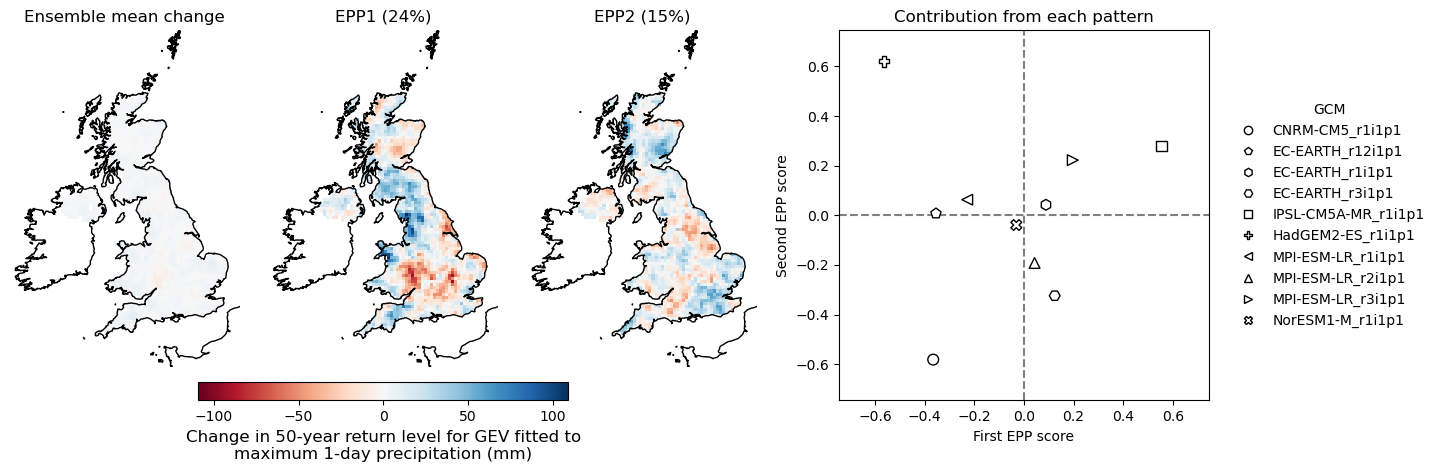 Ensemble mean change
EPP1 (24%)
EPP2 (15%)
−100
−50
0
50
100
Change in 50-year return level for GEV fitted to
maximum 1-day precipitation (mm)
Contribution from each pattern
Second EPP score
0.6
0.4
0.2
0.0
−0.2
−0.4
−0.6
−0.6
−0.4
−0.2
0.0
0.2
0.4
0.6
First EPP score
GCM
CNRM-CM5_r1i1p1
EC-EARTH_r12i1p1
EC-EARTH_r1i1p1
EC-EARTH_r3i1p1
IPSL-CM5A-MR_r1i1p1
HadGEM2-ES_r1i1p1
MPI-ESM-LR_r1i1p1
MPI-ESM-LR_r2i1p1
MPI-ESM-LR_r3i1p1
NorESM1-M_r1i1p1